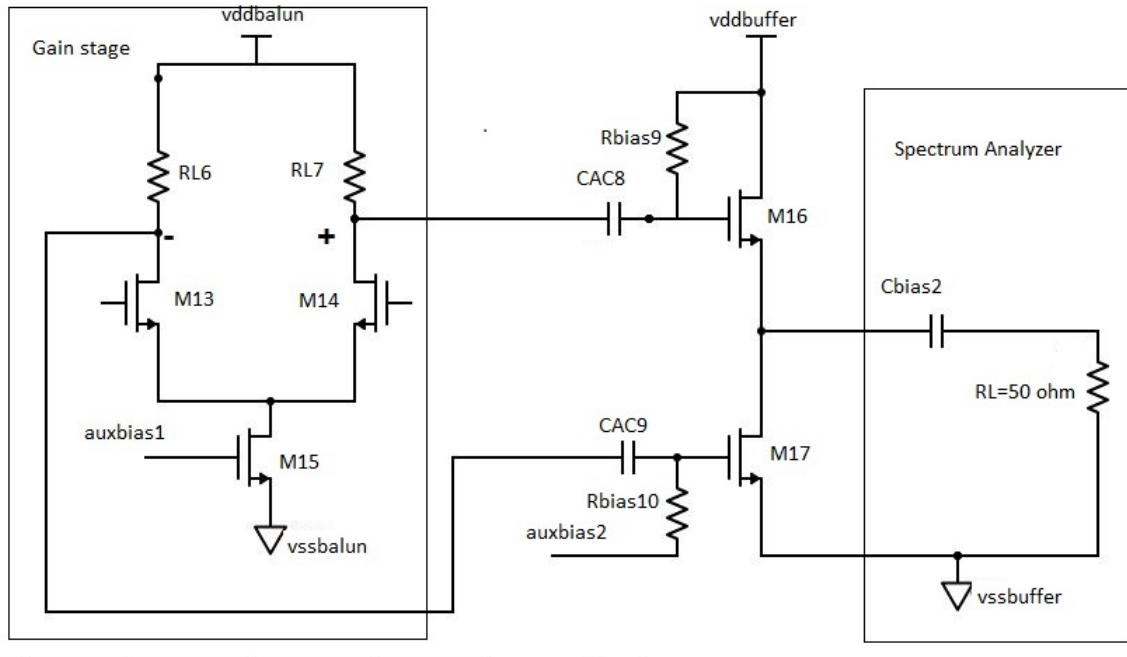 vddbalun
vddbuffer
Gain stage
Rbias9
Spectrum Analyzer
RL6
RL7
CAC8
M16
-
+
M13
M14
Cbias2
RL=50 ohm
auxbias1
CAC9
M15
M17
Rbias10
auxbias2
vssbalun
vssbuffer